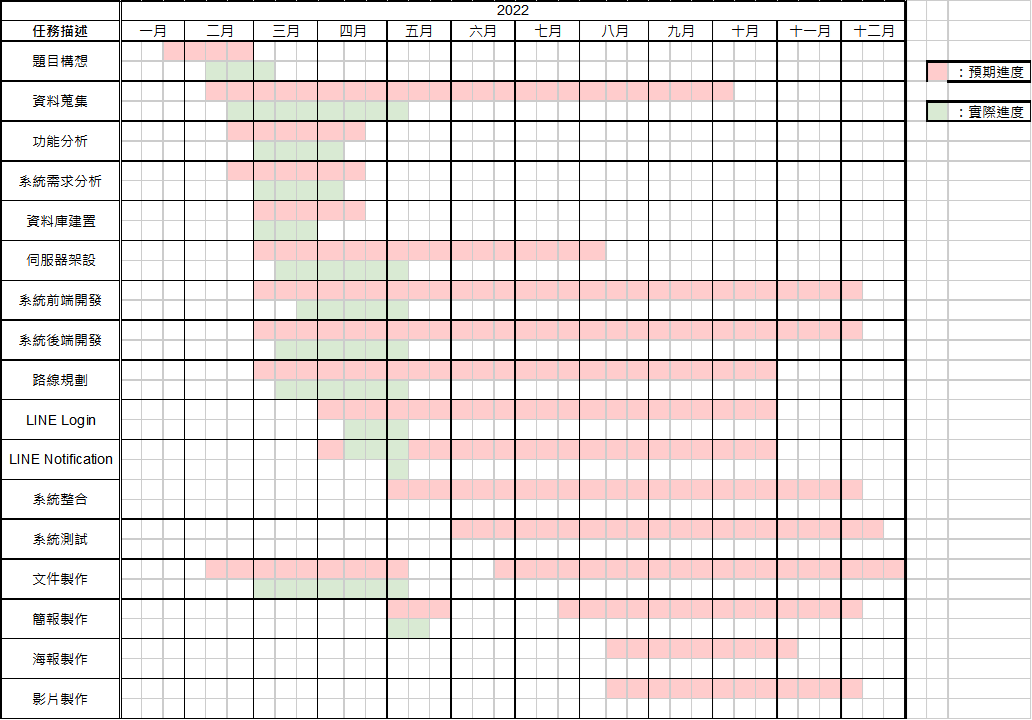 2022
任務描述 一月 二月 三月 四月 五月 六月 七月 八月 九月 十月 十一月 十二月
題目構想
：預期進度
資料蒐集
：實際進度
功能分析
系統需求分析
資料庫建置
伺服器架設
系統前端開發
系統後端開發
路線規劃
LINE Login
LINE Notification
系統整合
系統測試
文件製作
簡報製作
海報製作
影片製作